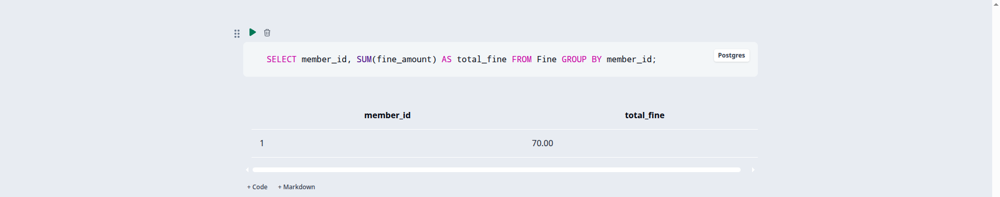 SELECT member_id, SUM(fine_amount) AS total_fine FROM Fine GROUP BY member_id;
Postgres
member_id total_fine
1 70.00
+ Code + Markdown